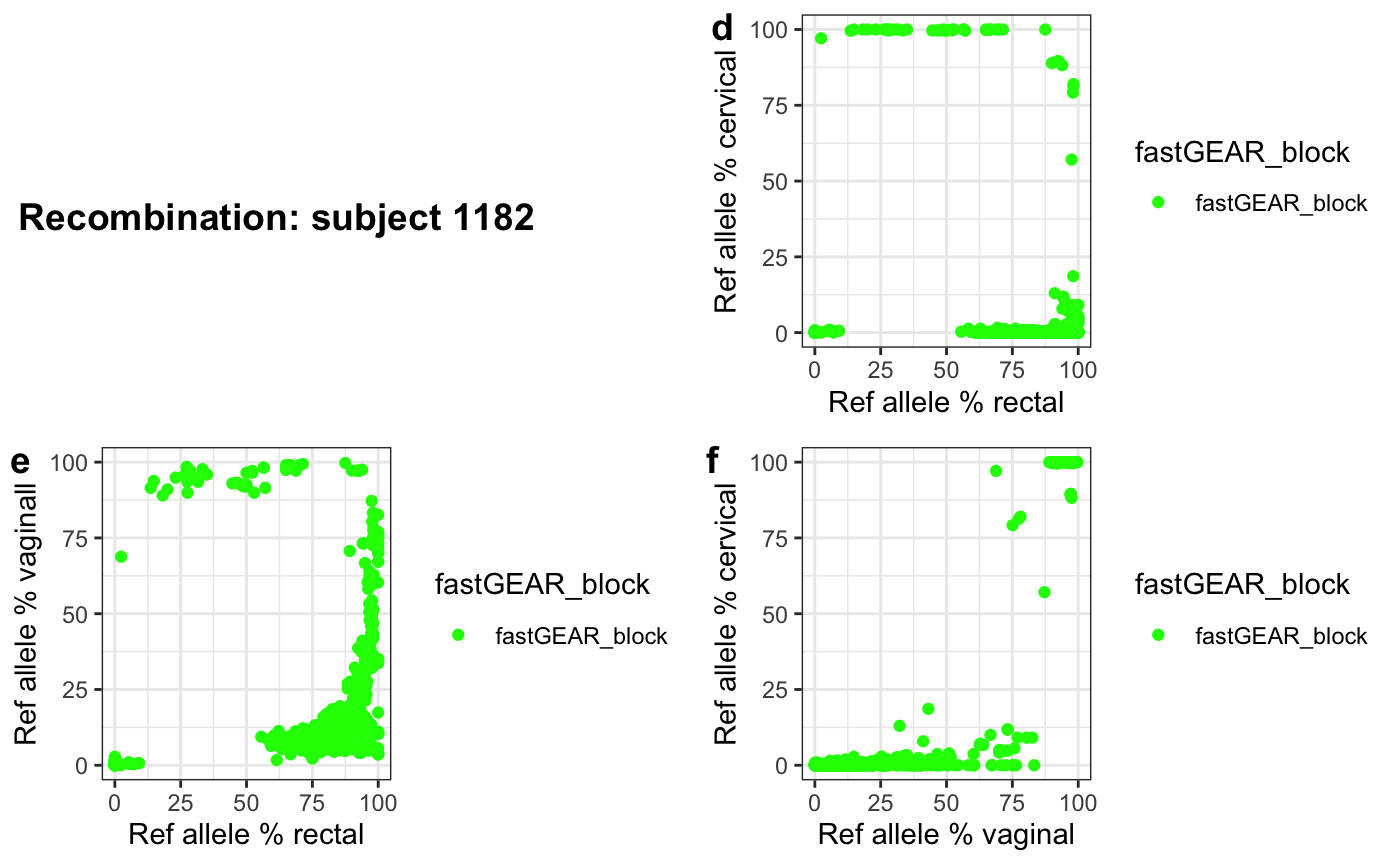 d
100
75
50
25
0
Ref allele % cervical
0 25 50 75 100
Ref allele % rectal
fastGEAR_block
fastGEAR_block
Recombination: subject 1182
e
100
75
50
25
0
Ref allele % vaginall
0 25 50 75 100
Ref allele % rectal
fastGEAR_block
fastGEAR_block
f
100
75
50
25
0
Ref allele % cervical
0 25 50 75 100
Ref allele % vaginal
fastGEAR_block
fastGEAR_block